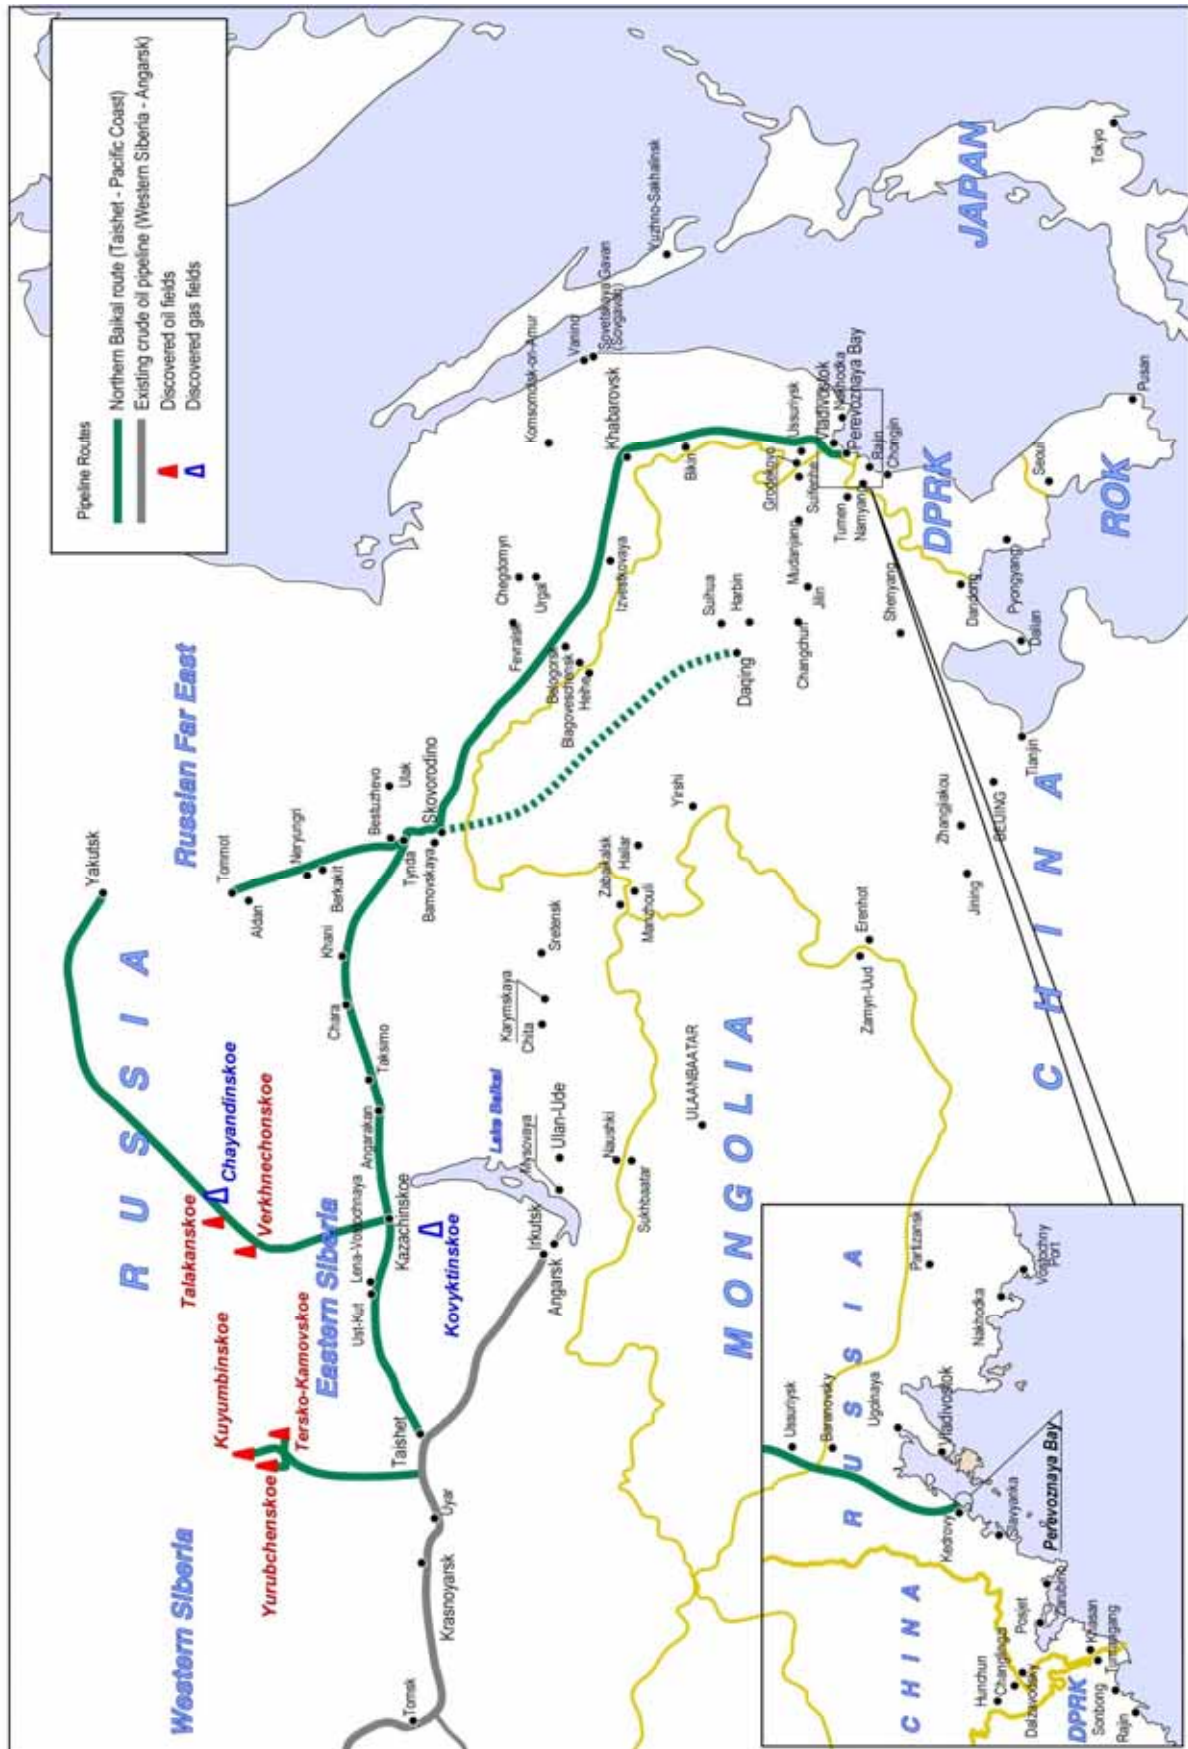 Pipeline Routes
Northern Baikal route (Taishet - Pacific Coast)
Existing crude oil pipeline (Western Siberia - Angarsk)
Discovered oil fields
Discovered gas fields
Western Siberia
Eastern Siberia
Russian Far East
RUSSIA
MONGOLIA
CHINA
DPRK
ROK
JAPAN
Kuyumbinskoe
Yurubchenskoe
Tersko-Kamovskoe
Talakanskoe
Verkhnechonskoe
Chayandinskoe
Kovyktinskoe
Lake Baikal
Tomsk
Krasnoyarsk
Uyar
Taishet
Ust-Kut
Lena-Vostochnaya
Kazachinskoe
Angarakan
Taksimo
Chara
Khani
Yakutsk
Tommot
Aldan
Neryungri
Berkakit
Bestuzhevo
Ulak
Tynda
Bamovskaya
Skovorodino
Irkutsk
Angarsk
Mysovaya
Ulan-Ude
Chita
Karymskaya
Sretensk
Naushki
Sukhbaatar
ULAANBAATAR
Zabaikalsk
Manzhouli
Hailar
Yirshi
Zamyn-Uud
Erenhot
Fevralsk
Chegdomyn
Urgal
Belogorsk
Blagoveschensk
Heihe
Izvestkovaya
Komsomolsk-on-Amur
Vanino
Sovetskaya Gavan
(Sovgavan)
Yuzhno-Sakhalinsk
Khabarovsk
Bikin
Suihua
Harbin
Daqing
Mudanjang
Jilin
Changchun
Grodekovo
Suifenhe
Ussuriysk
Vladivostok
Nakhodka
Perevoznaya Bay
Tumen
Namyang
Rajin
Chongjin
Shenyang
Dandong
Pyongyang
Dalian
Seoul
Pusan
Tokyo
Zhangjiakou
Jining
BEIJING
Tianjin
CHINA
RUSSIA
DPRK
Ussuriysk
Baranovsky
Ugolnaya
Vladivostok
Partizansk
Nakhodka
Vostochny
Port
Kedrovy
Slavyanka
Perevoznaya Bay
Zarubino
Posjet
Hunchun
Changlingzi
Dalzavodsky
Khasan
Tumangang
Sonbong
Rajin